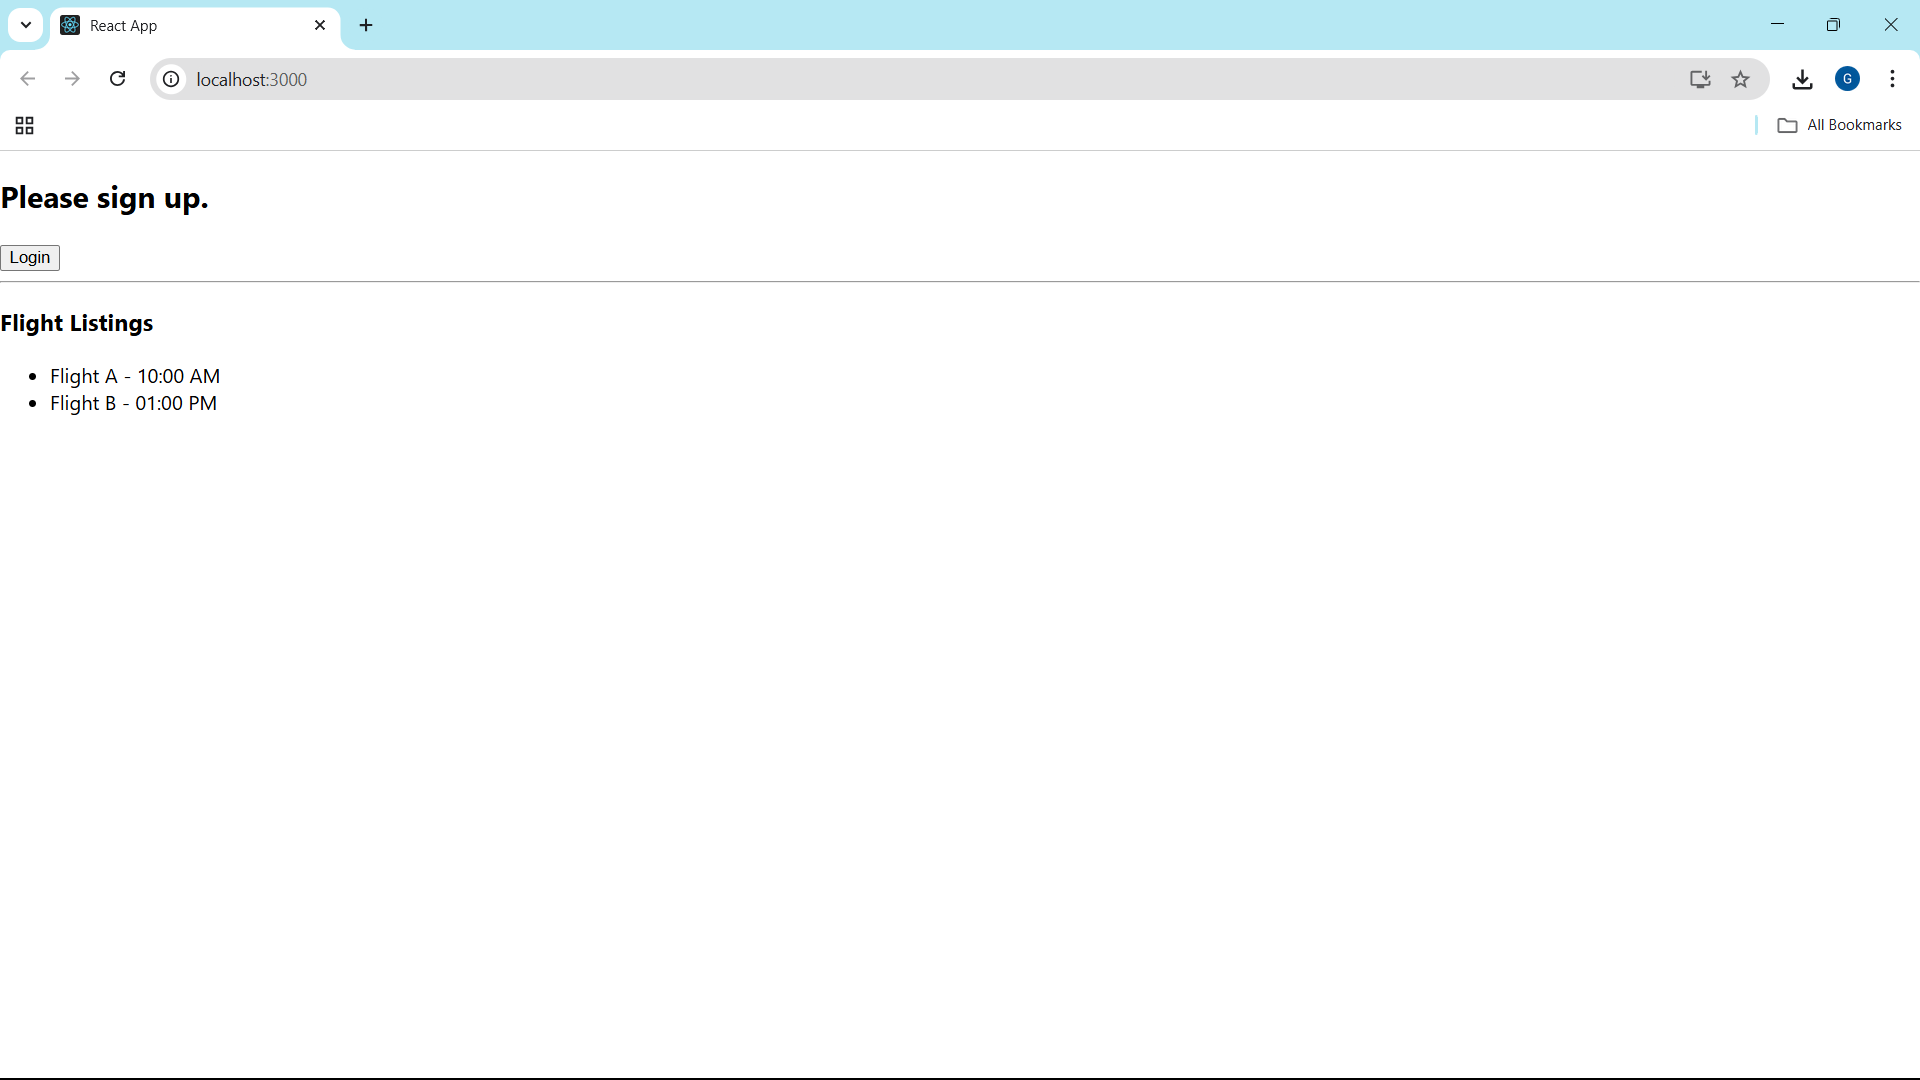 React App
localhost:3000
G
All Bookmarks
Please sign up.
Login
Flight Listings
Flight A - 10:00 AM
Flight B - 01:00 PM